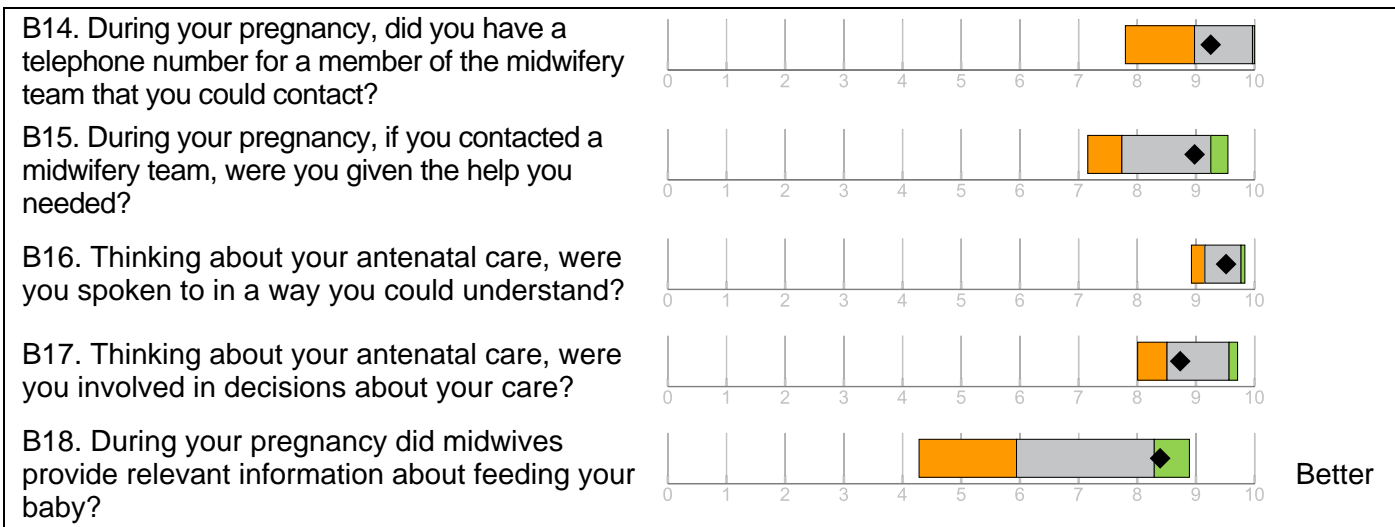 B14. During your pregnancy, did you have a
telephone number for a member of the midwifery
team that you could contact?
0 1 2 3 4 5 6 7 8 9 10
B15. During your pregnancy, if you contacted a
midwifery team, were you given the help you
needed?
0 1 2 3 4 5 6 7 8 9 10
B16. Thinking about your antenatal care, were
you spoken to in a way you could understand?
0 1 2 3 4 5 6 7 8 9 10
B17. Thinking about your antenatal care, were
you involved in decisions about your care?
0 1 2 3 4 5 6 7 8 9 10
B18. During your pregnancy did midwives
provide relevant information about feeding your
baby?
0 1 2 3 4 5 6 7 8 9 10
Better